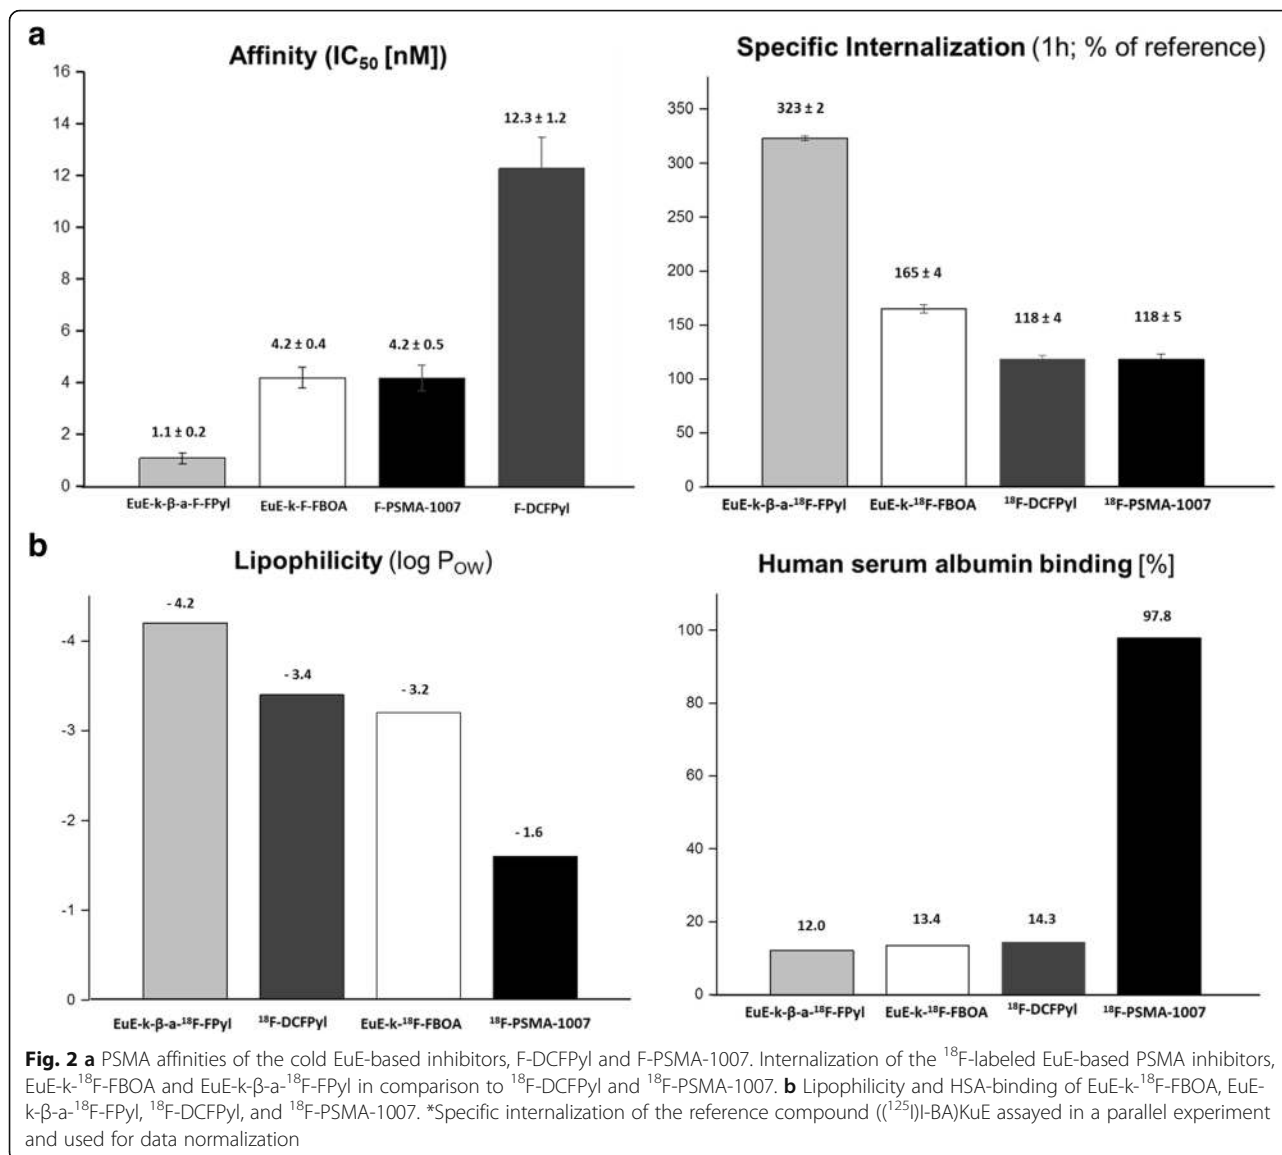 a
Affinity (IC50 [nM])
16
14
12
10
8
6
4
2
0
1.1 ± 0.2
4.2 ± 0.4
4.2 ± 0.5
12.3 ± 1.2
EuE-k-β-a-F-FPyl
EuE-k-F-FBOA
F-PSMA-1007
F-DCFPyl
Specific Internalization (1h; % of reference)
350
300
250
200
150
100
50
0
323 ± 2
165 ± 4
118 ± 4
118 ± 5
EuE-k-β-a-18F-FPyl
EuE-k-18F-FBOA
18F-DCFPyl
18F-PSMA-1007
b
Lipophilicity (log POW)
-4
-3
-2
-1
0
- 4.2
- 3.4
- 3.2
- 1.6
EuE-k-β-a-18F-FPyl
18F-DCFPyl
EuE-k-18F-FBOA
18F-PSMA-1007
Human serum albumin binding [%]
100
80
60
40
20
0
12.0
13.4
14.3
97.8
EuE-k-β-a-18F-FPyl
EuE-k-18F-FBOA
18F-DCFPyl
18F-PSMA-1007
Fig. 2 a PSMA affinities of the cold EuE-based inhibitors, F-DCFPyl and F-PSMA-1007. Internalization of the 18F-labeled EuE-based PSMA inhibitors,
EuE-k-18F-FBOA and EuE-k-β-a-18F-FPyl in comparison to 18F-DCFPyl and 18F-PSMA-1007. b Lipophilicity and HSA-binding of EuE-k-18F-FBOA, EuE-
k-β-a-18F-FPyl, 18F-DCFPyl, and 18F-PSMA-1007. *Specific internalization of the reference compound ((125I)I-BA)KuE assayed in a parallel experiment
and used for data normalization